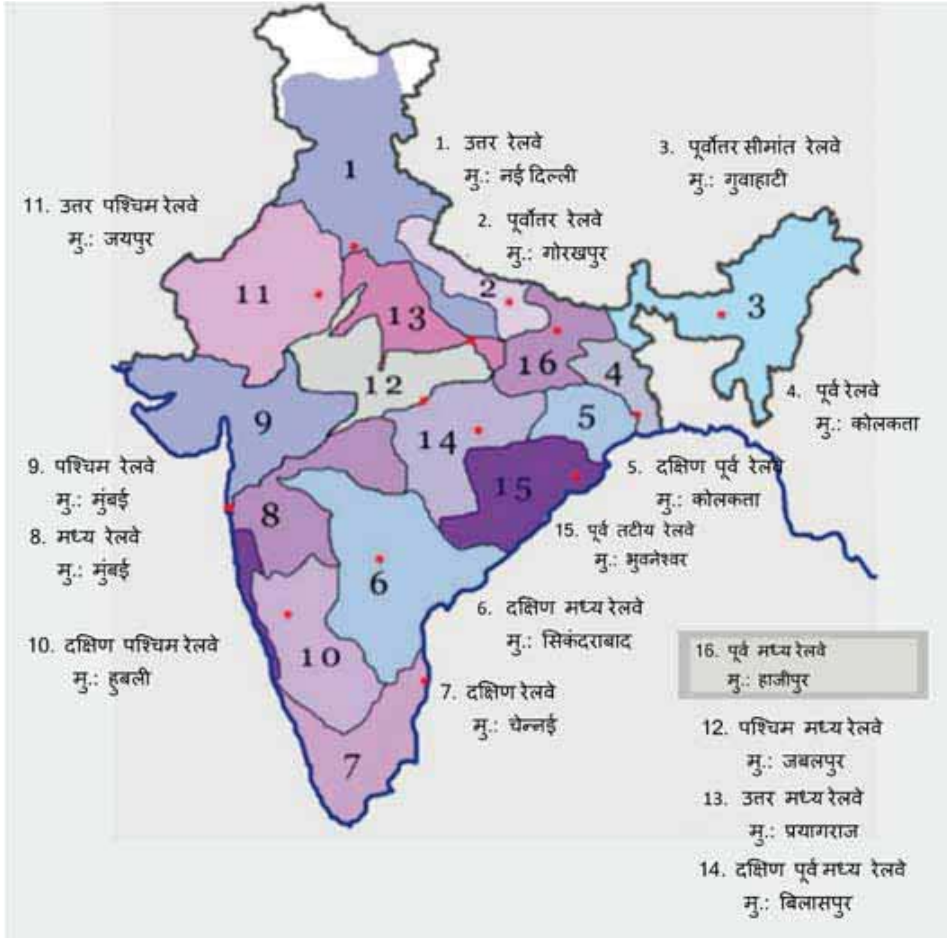 1. उत्तर रेलवे
मु.: नई दिल्ली
2. पूर्वोतर रेलवे
मु.: गोरखपुर
3. पूर्वोतर सीमांत रेलवे
मु.: गुवाहाटी
11. उतर पश्चिम रेलवे
मु.: जयपुर
1
2
3
11
13
16
4
12
4. पूर्व रेलवे
मु.: कोलकता
9
14
5
15
9. पश्चिम रेलवे
मु.: मुंबई
8. मध्य रेलवे
मु.: मुंबई
5. दक्षिण पूर्व रेलवे
मु.: कोलकता
8
15. पूर्व तटीय रेलवे
मु.: भुवनेश्वर
6
6. दक्षिण मध्य रेलवे
मु.: सिकंदराबाद
10. दक्षिण पश्चिम रेलवे
मु.: हुबली
10
16. पूर्व मध्य रेलवे
मु.: हाजीपुर
7. दक्षिण रेलवे
मु.: चेन्नई
7
12. पश्चिम मध्य रेलवे
मु.: जबलपुर
13. उतर मध्य रेलवे
मु.: प्रयागराज
14. दक्षिण पूर्व मध्य रेलवे
मु.: बिलासपुर